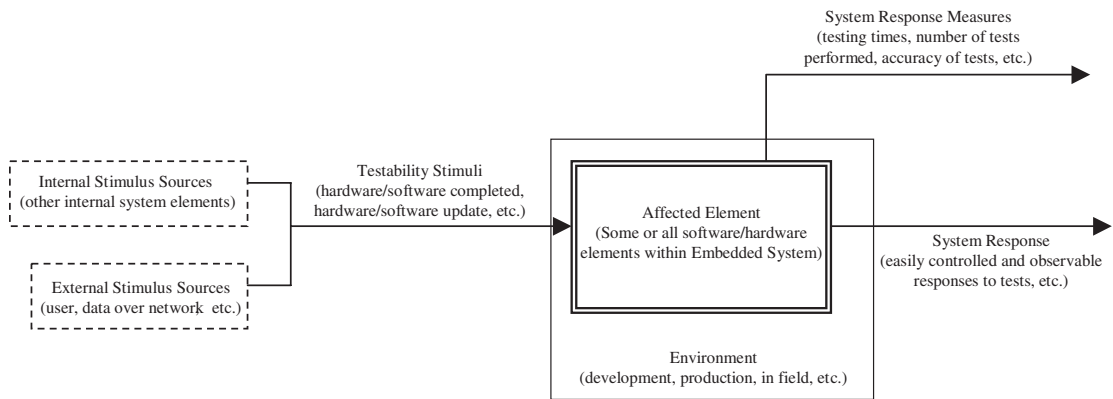 System Response Measures
(testing times, number of tests
performed, accuracy of tests, etc.)
Internal Stimulus Sources
(other internal system elements)
Testability Stimuli
(hardware/software completed,
hardware/software update, etc.)
External Stimulus Sources
(user, data over network etc.)
Affected Element
(Some or all software/hardware
elements within Embedded System)
System Response
(easily controlled and observable
responses to tests, etc.)
Environment
(development, production, in field, etc.)